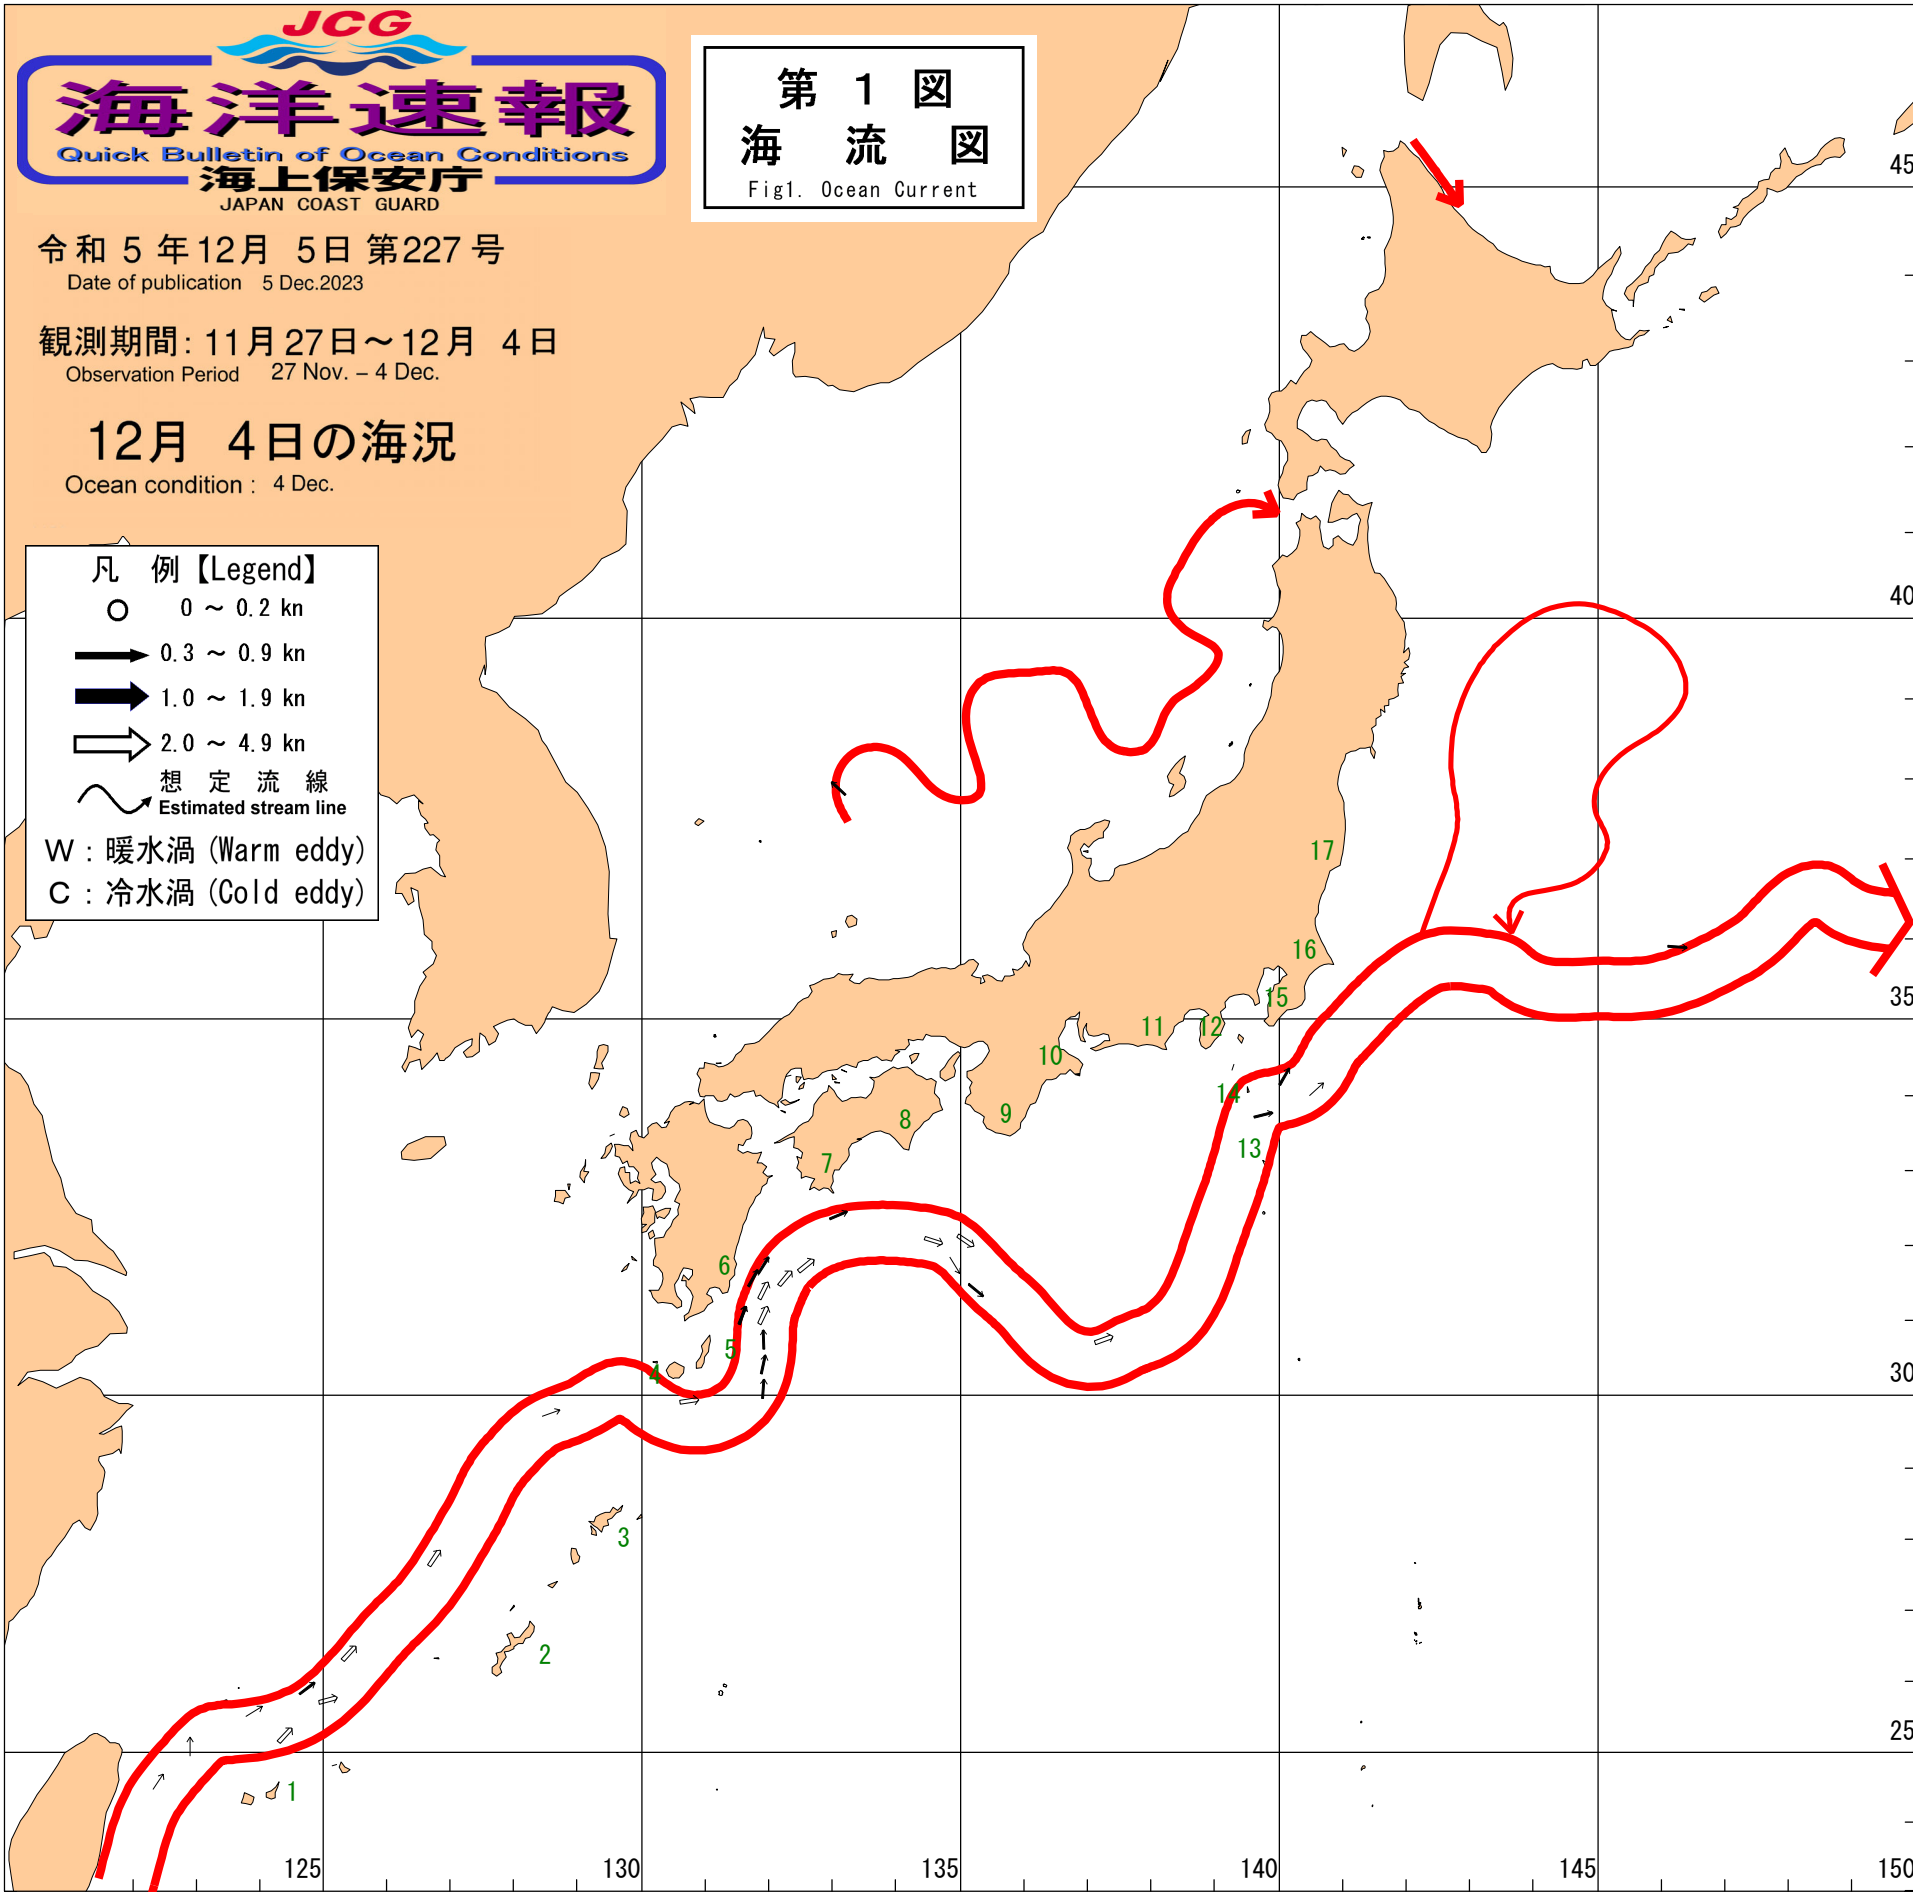 JCG
海洋速報
Quick Bulletin of Ocean Conditions
海上保安庁
JAPAN COAST GUARD
第 1 図
海 流 図
Fig1. Ocean Current
令和 5 年12月 5日 第227 号
Date of publication 5 Dec.2023
観測期間: 11月27日～12月 4日
Observation Period 27 Nov. – 4 Dec.
12月 4日の海況
Ocean condition : 4 Dec.
凡 例【Legend】
0 ～ 0.2 kn
0.3 ～ 0.9 kn
1.0 ～ 1.9 kn
2.0 ～ 4.9 kn
想 定 流 線
Estimated stream line
W : 暖水渦 (Warm eddy)
C : 冷水渦 (Cold eddy)
45
40
17
16
35
15
11
12
10
14
9
8
13
7
6
5
4
30
3
2
25
1
125
130
135
140
145
150